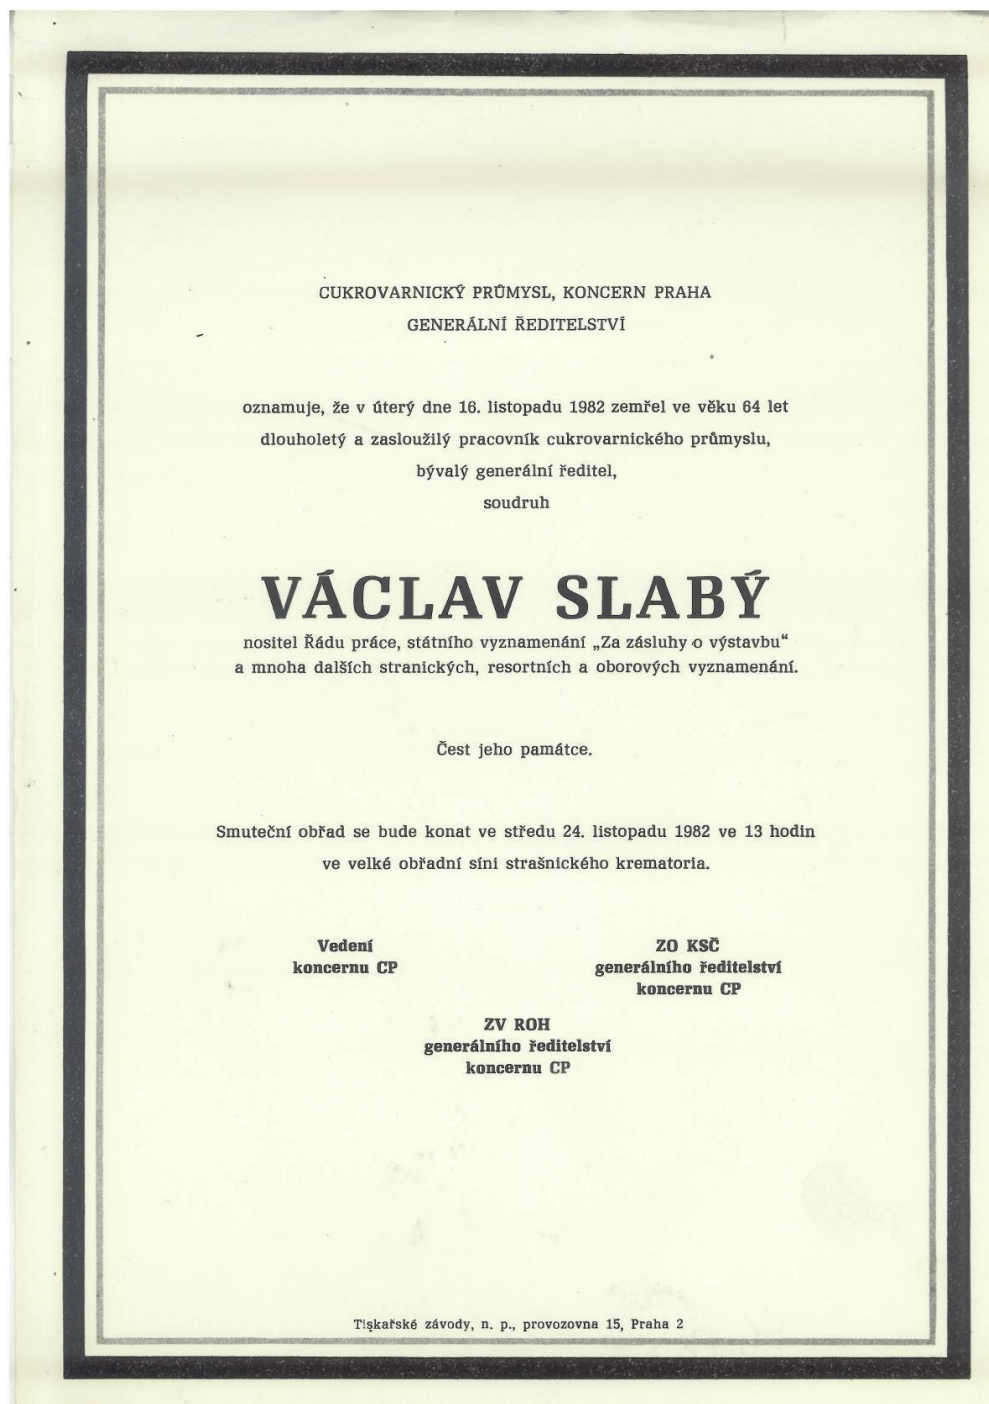 CUKROVARNICKÝ PRŮMYSL, KONCERN PRAHA
GENERÁLNÍ ŘEDITELSTVÍ
oznamuje, že v úterý dne 16. listopadu 1982 zemřel ve věku 64 let
dlouholetý a zasloužilý pracovník cukrovarnického průmyslu,
bývalý generální ředitel,
soudruh
VÁCLAV SLABÝ
nositel Řádu práce, státního vyznamenání „Za zásluhy o výstavbu“
a mnoha dalších stranických, resortních a oborových vyznamenání.
Čest jeho památce.
Smuteční obřad se bude konat ve středu 24. listopadu 1982 ve 13 hodin
ve velké obřadní síni strašnického krematoria.
Vedení
koncernu CP
ZO KSČ
generálního ředitelství
koncernu CP
ZV ROH
generálního ředitelství
koncernu CP
Tiskařské závody, n. p., provozovna 15, Praha 2